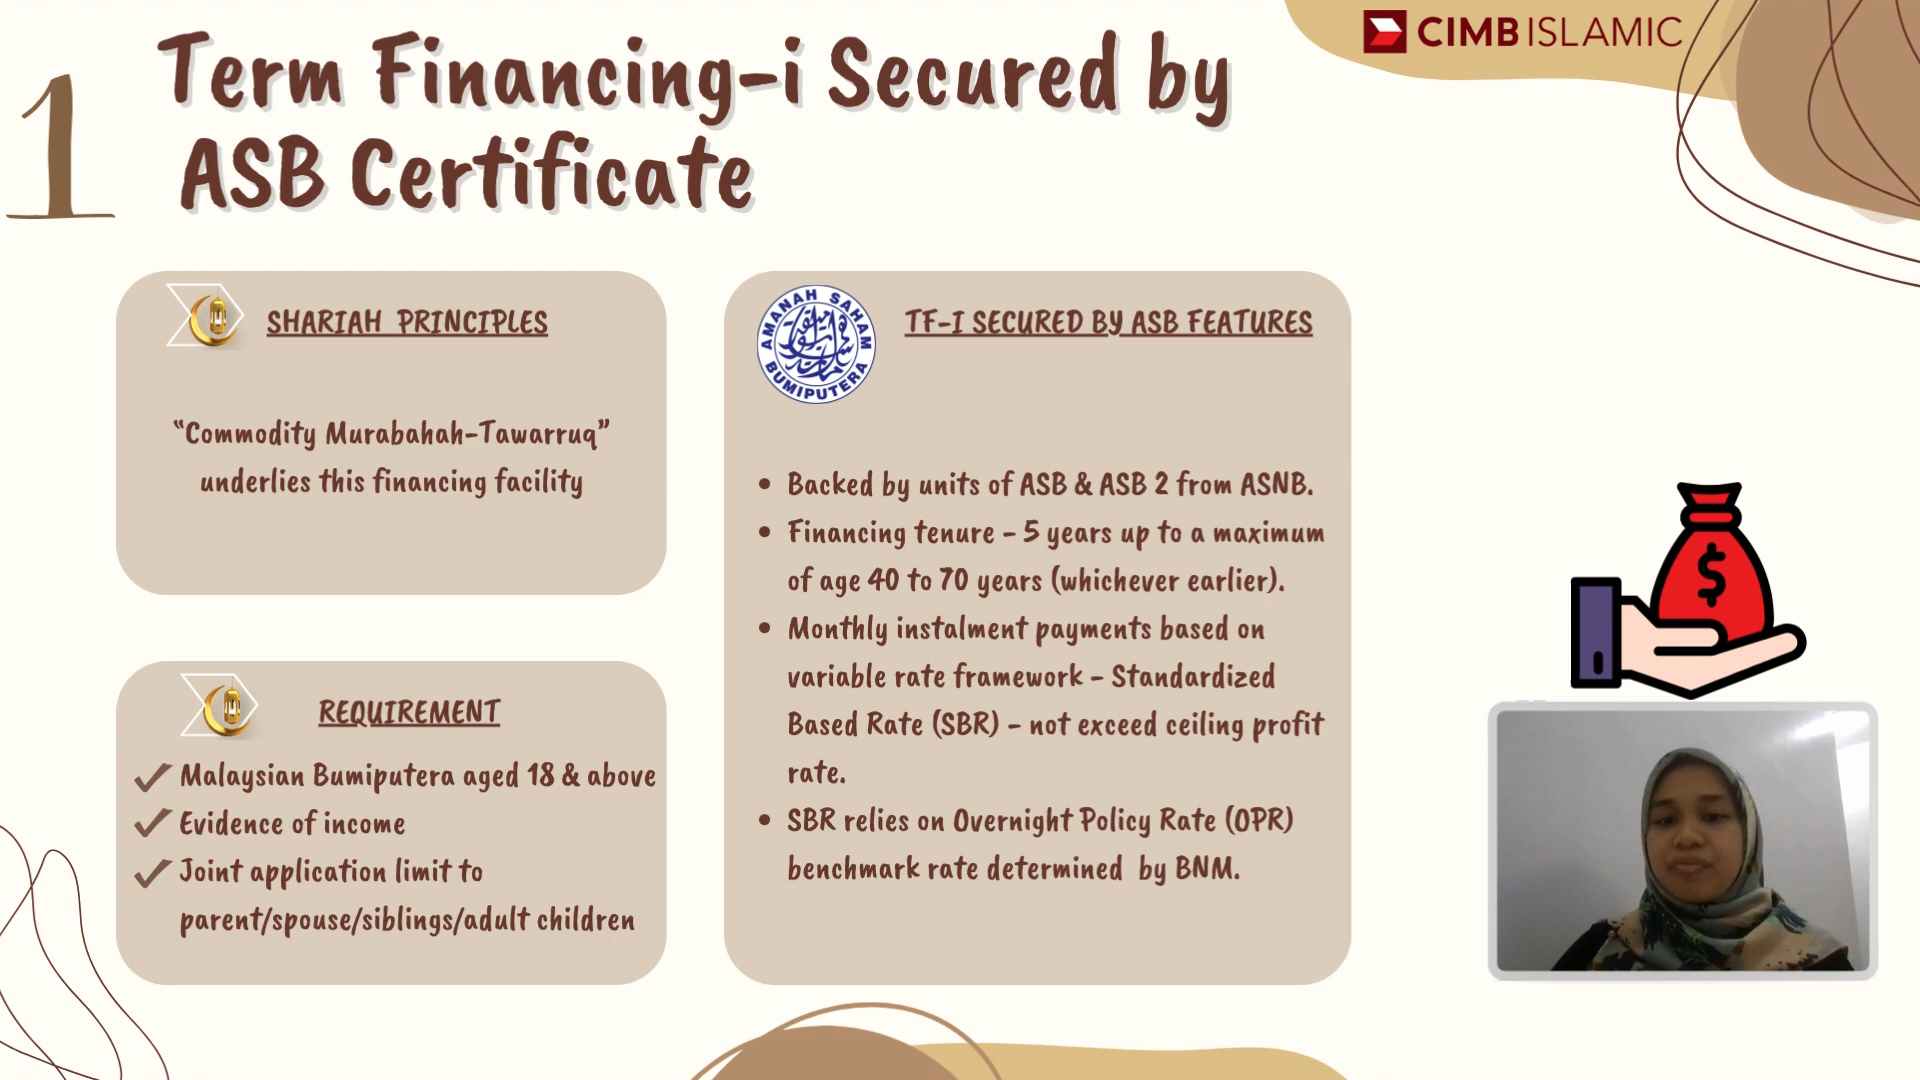 CIMB ISLAMIC
1
Term Financing-i Secured by
ASB Certificate
SHARIAH PRINCIPLES
“Commodity Murabahah-Tawarruq”
underlies this financing facility
REQUIREMENT
Malaysian Bumiputera aged 18 & above
Evidence of income
Joint application limit to
parent/spouse/siblings/adult children
AMANAH SAHAM
BUMIPUTERA
TF-I SECURED BY ASB FEATURES
• Backed by units of ASB & ASB 2 from ASNB.
• Financing tenure - 5 years up to a maximum
of age 40 to 70 years (whichever earlier).
• Monthly instalment payments based on
variable rate framework - Standardized
Based Rate (SBR) - not exceed ceiling profit
rate.
• SBR relies on Overnight Policy Rate (OPR)
benchmark rate determined by BNM.
$